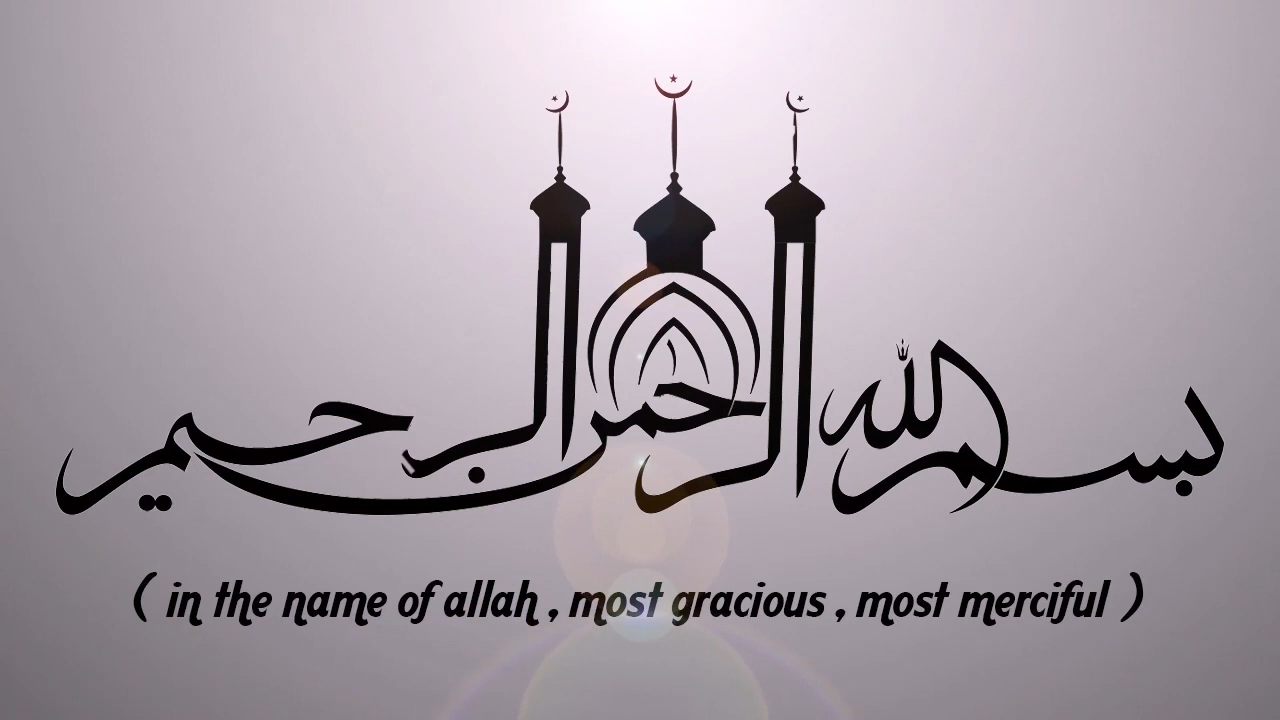 بسم الله الرحمن الرحيم
( in the name of allah , most gracious , most merciful )